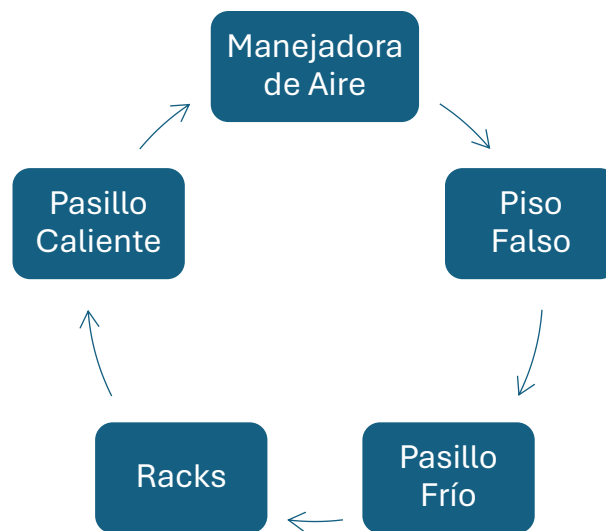 Manejadora
de Aire
Piso
Falso
Pasillo
Frío
Racks
Pasillo
Caliente